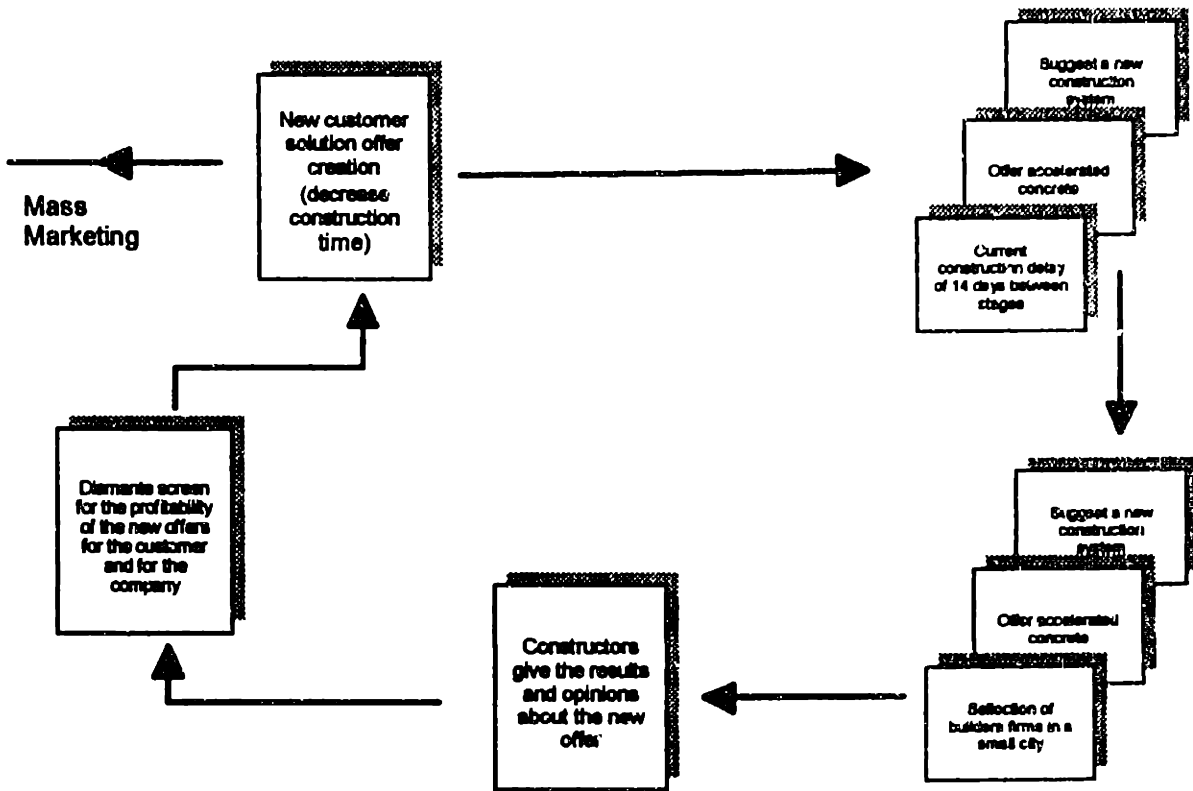 New customer
solution offer
creation
(decrease
construction
time)
Mass
Marketing
Suggest a new
construction
system
Offer accelerated
concrete
Current
construction delay
of 14 days between
stages
Suggest a new
construction
system
Offer accelerated
concrete
Sellection of
builders firms in a
small city
Constructors
give the results
and opinions
about the new
offer
Diamante screen
for the profitability
of the new offers
for the customer
and for the
company